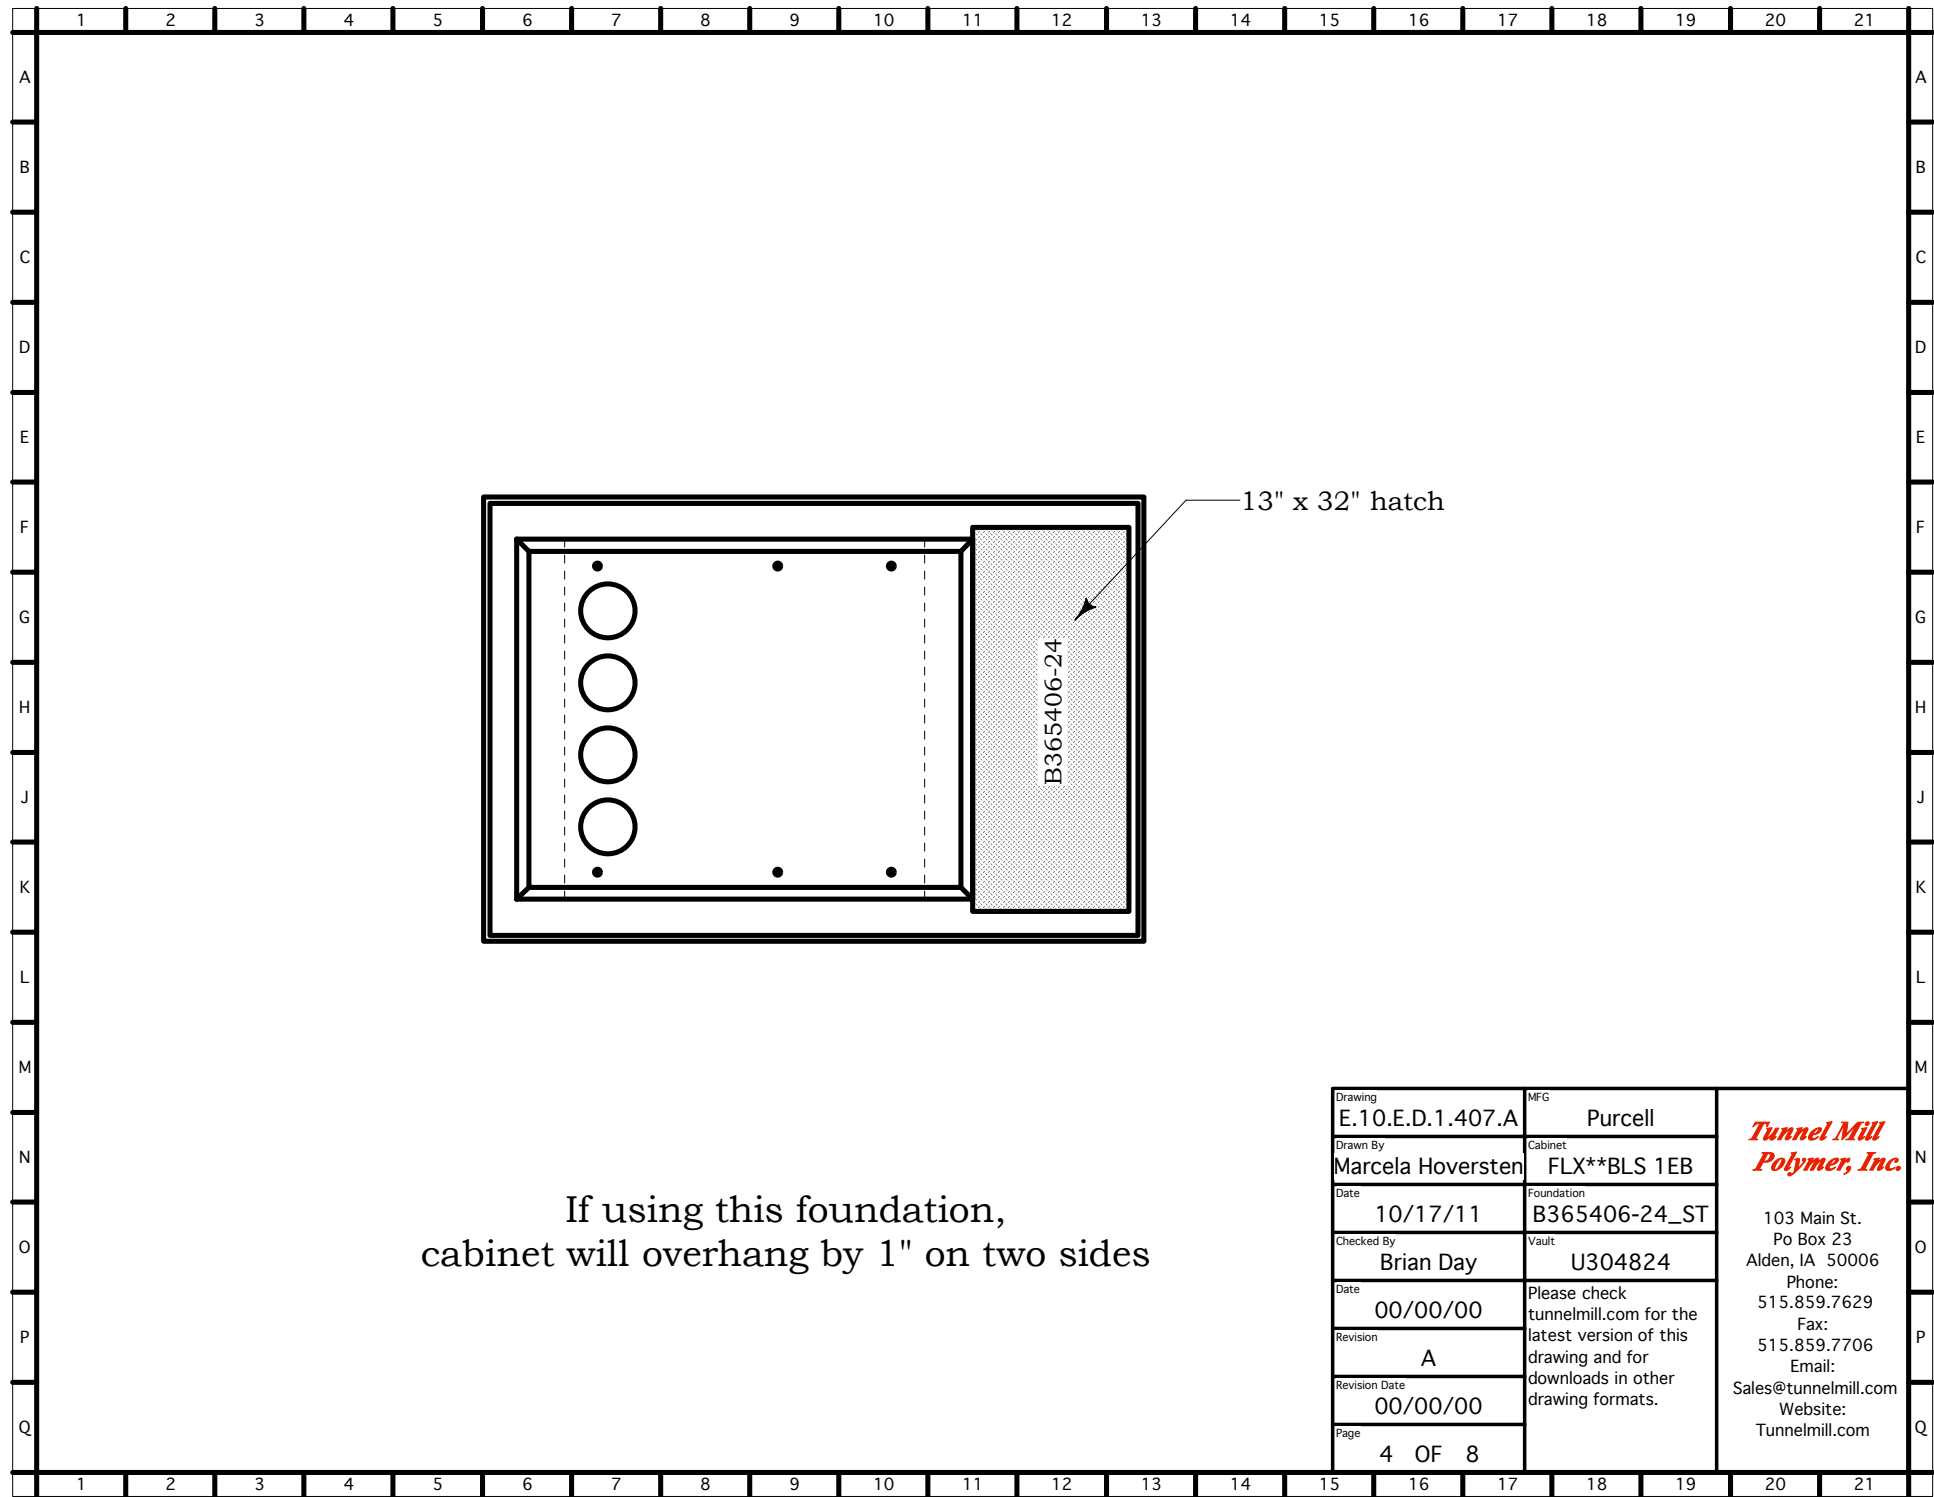 1 2 3 4 5 6 7 8 9 10 11 12 13 14 15 16 17 18 19 20 21
A A
B B
C C
D D
E E
F F
G G
H H
J J
K K
L L
M M
N N
O O
P P
Q Q
13" x 32" hatch
B365406-24
If using this foundation,
cabinet will overhang by 1" on two sides
Drawing
E.10.E.D.1.407.A
Drawn By
Marcela Hoversten
Date
10/17/11
Checked By
Brian Day
Date
00/00/00
Revision
A
Revision Date
00/00/00
Page
4 OF 8
MFG
Purcell
Cabinet
FLX**BLS 1EB
Foundation
B365406-24_ST
Vault
U304824
Please check
tunnelmill.com for the
latest version of this
drawing and for
downloads in other
drawing formats.
Tunnel Mill
Polymer, Inc.
103 Main St.
Po Box 23
Alden, IA 50006
Phone:
515.859.7629
Fax:
515.859.7706
Email:
Sales@tunnelmill.com
Website:
Tunnelmill.com
1 2 3 4 5 6 7 8 9 10 11 12 13 14 15 16 17 18 19 20 21